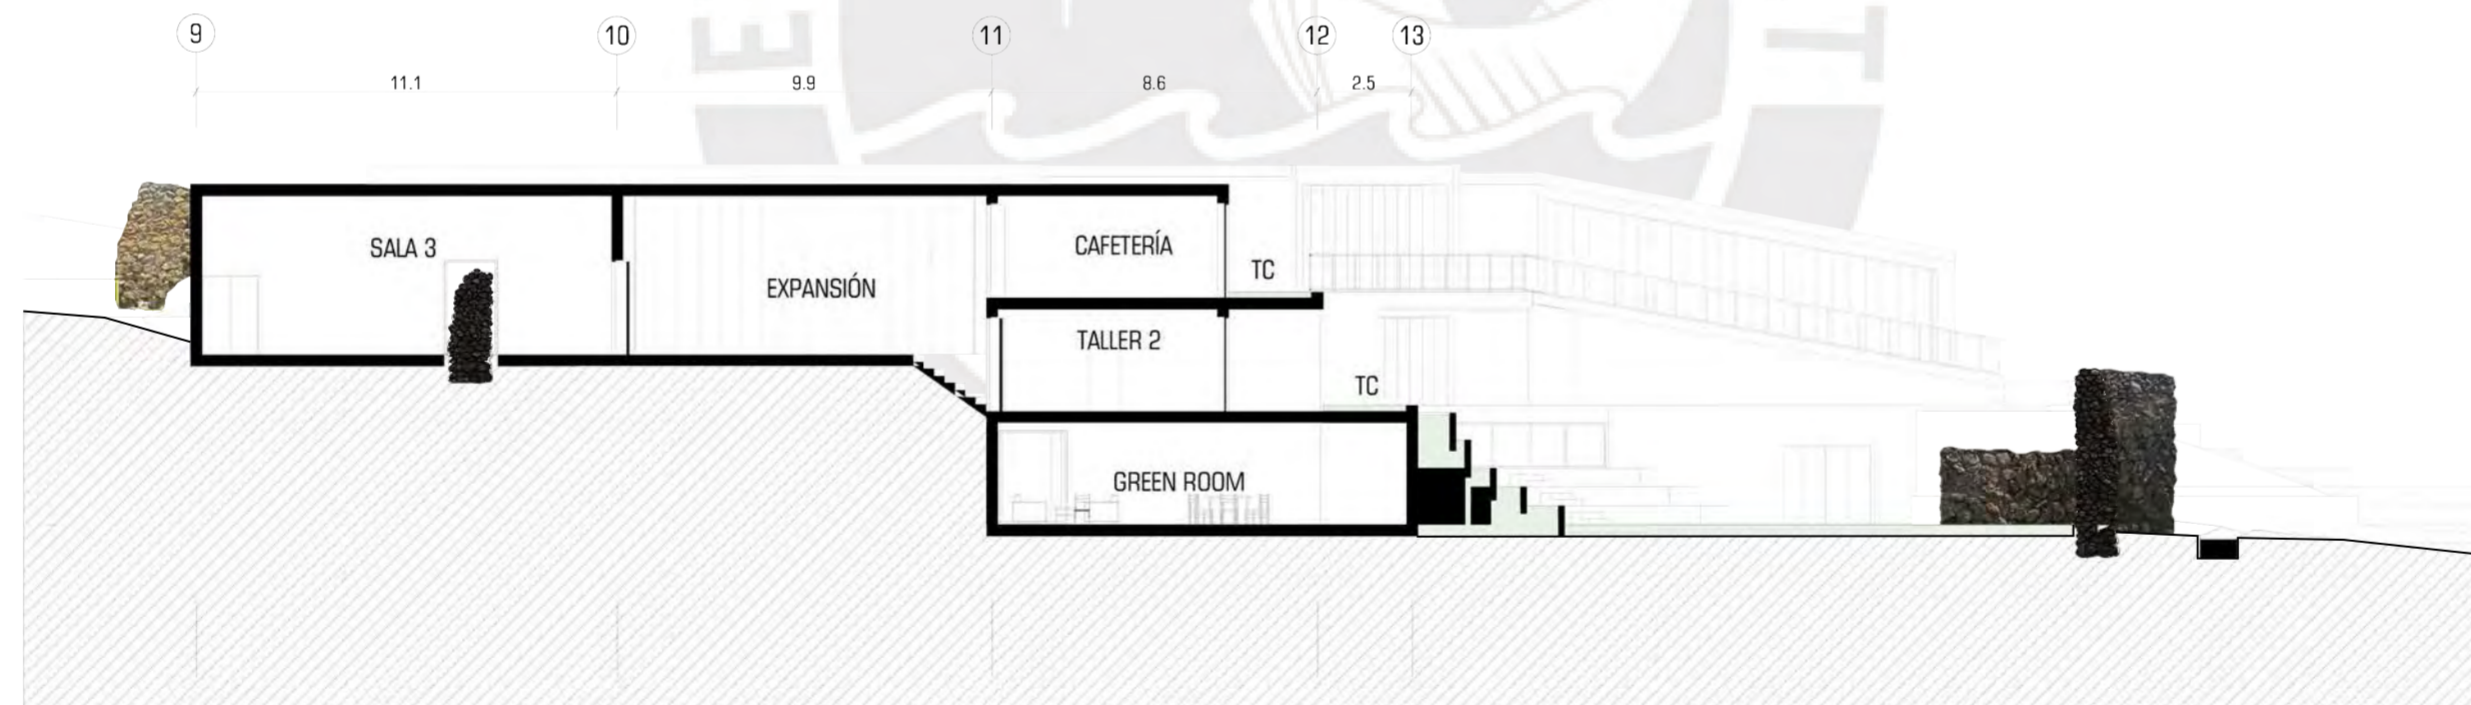 9
10
11
12
13
11.1
9.9
8.6
2.5
E
T
SALA 3
EXPANSIÓN
CAFETERÍA
TC
TALLER 2
TC
GREEN ROOM